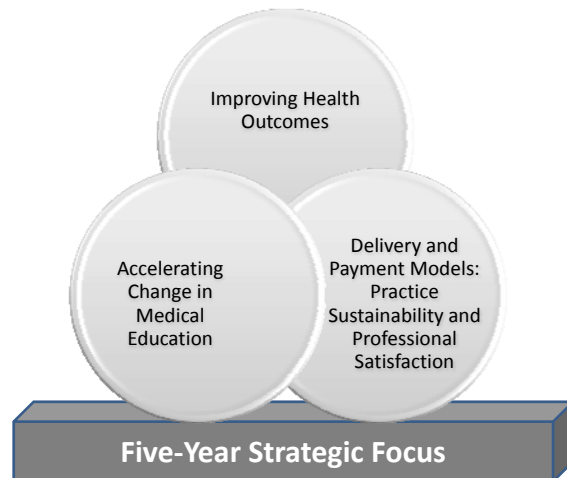 Improving Health
Outcomes
Accelerating
Change in
Medical
Education
Delivery and
Payment Models:
Practice
Sustainability and
Professional
Satisfaction
Five-Year Strategic Focus